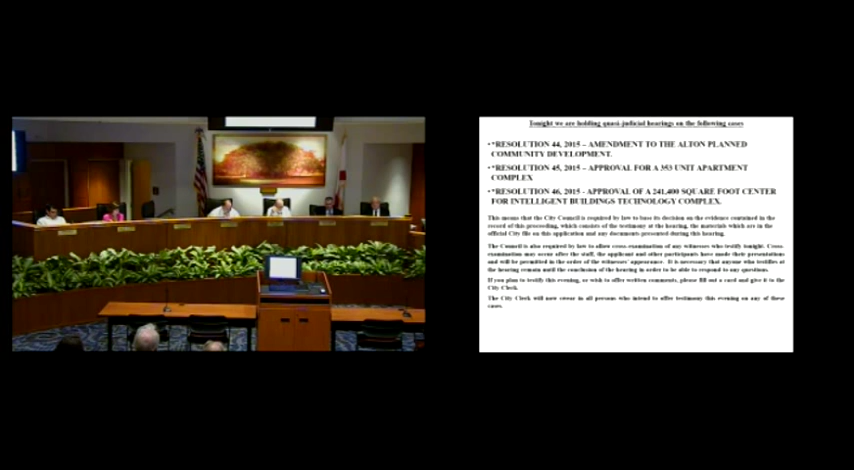 Tonight we are holding quasi-judicial hearings on the following cases
• *RESOLUTION 44, 2015 – AMENDMENT TO THE ALTON PLANNED
COMMUNITY DEVELOPMENT.
• *RESOLUTION 45, 2015 – APPROVAL FOR A 353 UNIT APARTMENT
COMPLEX
• *RESOLUTION 46, 2015 - APPROVAL OF A 241,400 SQUARE FOOT CENTER
FOR INTELLIGENT BUILDINGS TECHNOLOGY COMPLEX.
This means that the City Council is required by law to base its decision on the evidence contained in the
record of this proceeding, which consists of the testimony at the hearing, the materials which are in the
official City file on this application and any documents presented during this hearing.
The Council is also required by law to allow cross-examination of any witnesses who testify tonight. Cross-
examination may occur after the staff, the applicant and other participants have made their presentations
and will be permitted in the order of the witnesses' appearance. It is necessary that anyone who testifies at
the hearing remain until the conclusion of the hearing in order to be able to respond to any questions.
If you plan to testify this evening, or wish to offer written comments, please fill out a card and give it to the
City Clerk.
The City Clerk will now swear in all persons who intend to offer testimony this evening on any of these
cases.